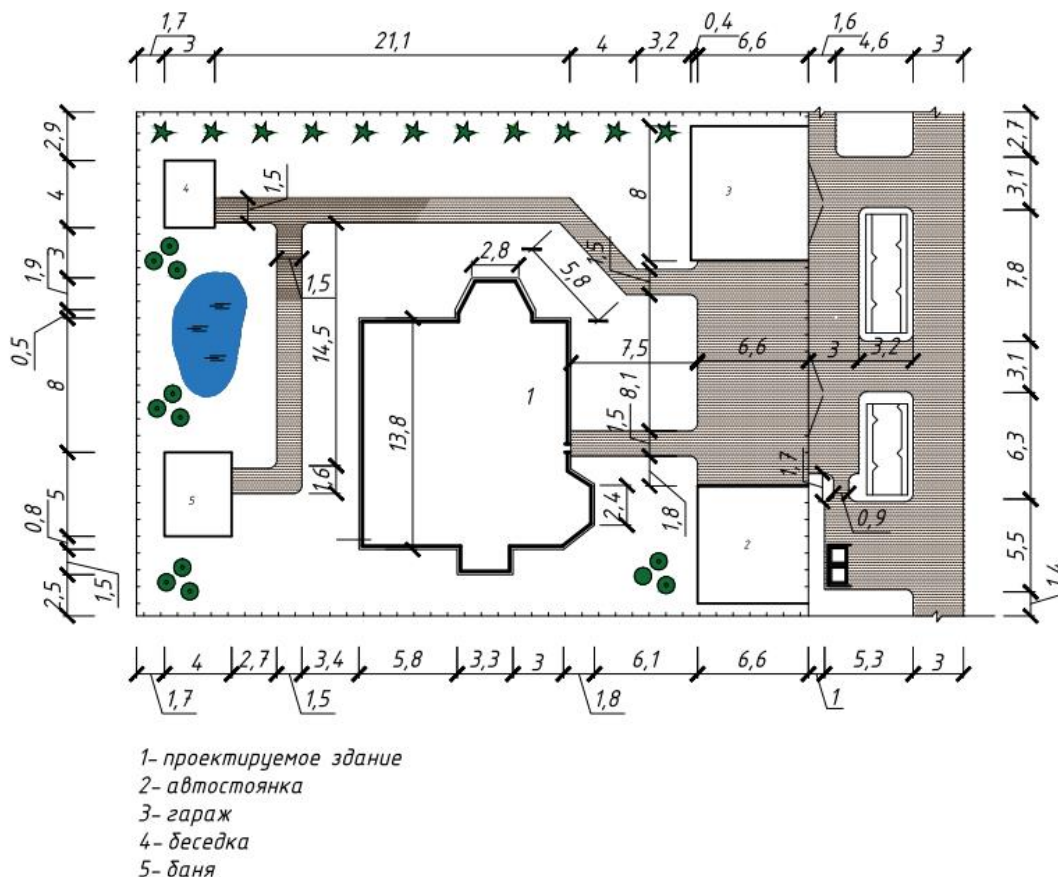 1,7 3 21,1 4 3,2 0,4 6,6 1,6 4,6 3
2,9 4 3 1,9 0,5 8 5 0,8 1,5 2,5
4 1,5 1,5 14,5 1,6
2,8 5,8 8 3
7,5 6,6 3 3,2
1 13,8 8,1 1,5 2,4 1,8
1,7 0,9
5 2
2,7 3,1 7,8 3,1 6,3 5,5 1,4
1,7 4 2,7 1,5 3,4 5,8 3,3 3 1,8 6,1 6,6 1 5,3 3
1- проектируемое здание
2- автостоянка
3- гараж
4- беседка
5- баня